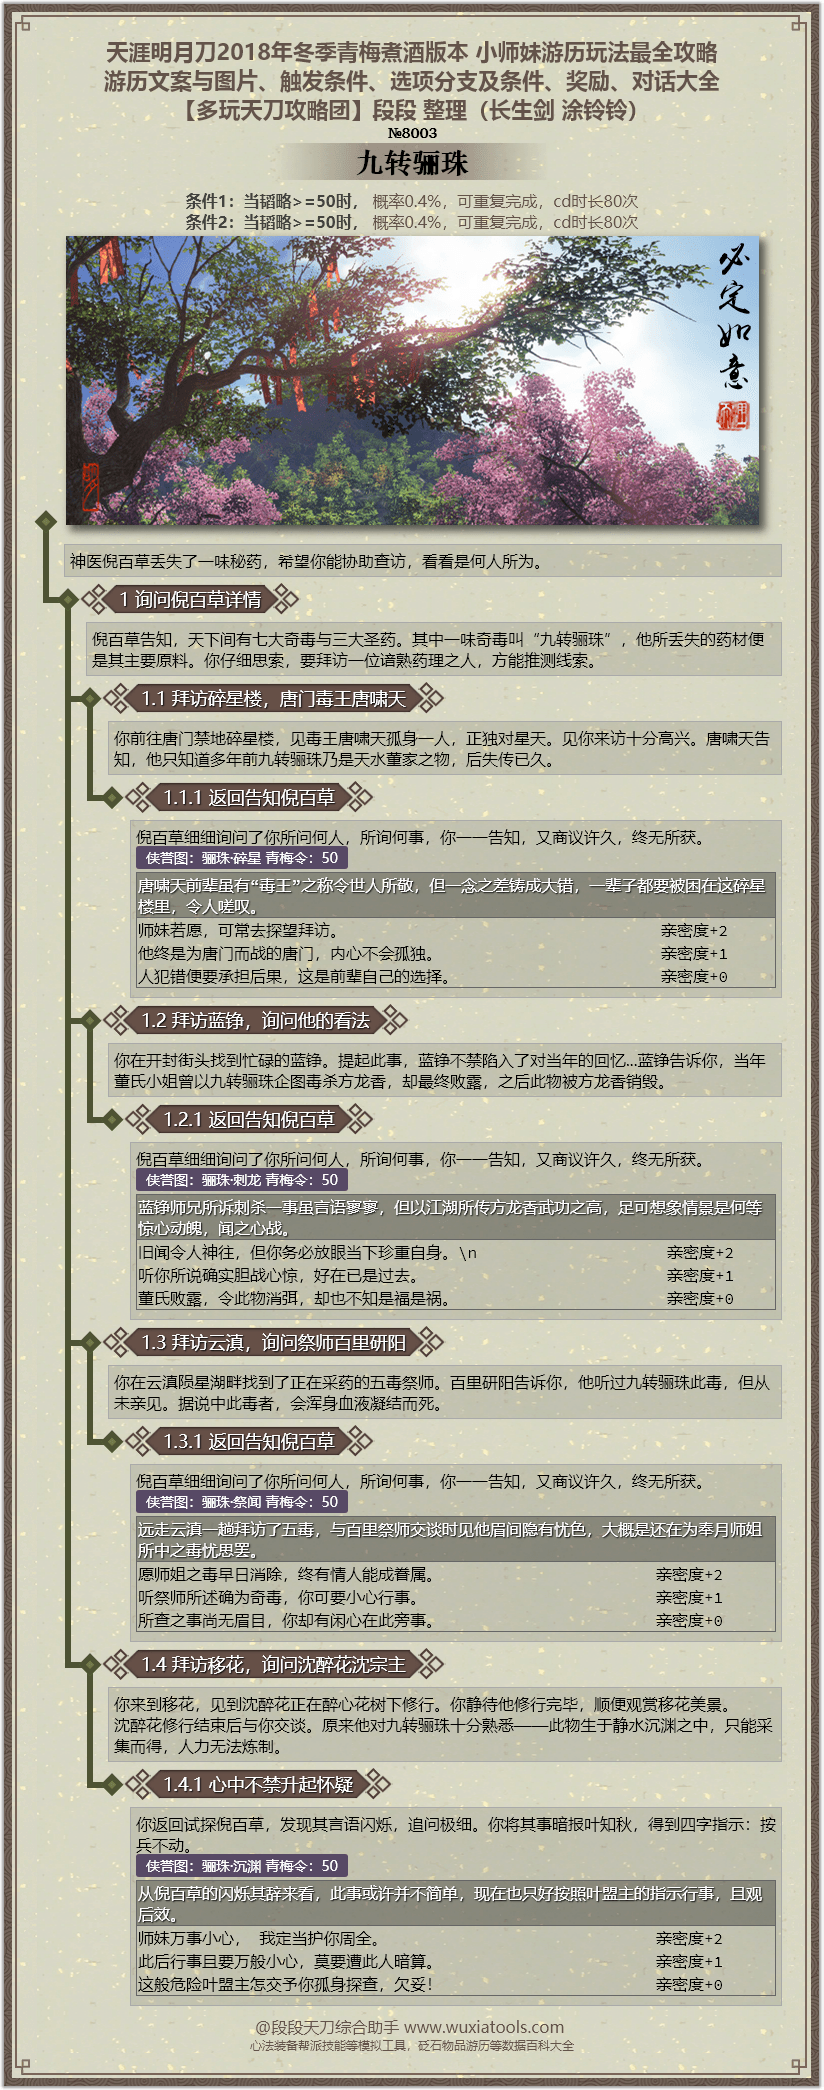 天涯明月刀2018年冬季青梅煮酒版本 小师妹游历玩法最全攻略
游历文案与图片、触发条件、选项分支及条件、奖励、对话大全
【多玩天刀攻略团】段段 整理（长生剑 涂铃铃）
№8003
九转骊珠
条件1：当韬略>=50时， 概率0.4%，可重复完成，cd时长80次
条件2：当韬略>=50时， 概率0.4%，可重复完成，cd时长80次
必定如意
神医倪百草丢失了一味秘药，希望你能协助查访，看看是何人所为。
1 询问倪百草详情
倪百草告知，天下间有七大奇毒与三大圣药。其中一味奇毒叫“九转骊珠”，他所丢失的药材便
是其主要原料。你仔细思索，要拜访一位谙熟药理之人，方能推测线索。
1.1 拜访碎星楼，唐门毒王唐啸天
你前往唐门禁地碎星楼，见毒王唐啸天孤身一人，正独对星天。见你来访十分高兴。唐啸天告
知，他只知道多年前九转骊珠乃是天水董家之物，后失传已久。
1.1.1 返回告知倪百草
倪百草细细询问了你所问何人，所询何事，你一一告知，又商议许久，终无所获。
侠誉图：骊珠·碎星 青梅令：50
唐啸天前辈虽有“毒王”之称令世人所敬，但一念之差铸成大错，一辈子都要被困在这碎星
楼里，令人嗟叹。
师妹若愿，可常去探望拜访。 亲密度+2
他终是为唐门而战的唐门，内心不会孤独。 亲密度+1
人犯错便要承担后果，这是前辈自己的选择。 亲密度+0
1.2 拜访蓝铮，询问他的看法
你在开封街头找到忙碌的蓝铮。提起此事，蓝铮不禁陷入了对当年的回忆...蓝铮告诉你，当年
董氏小姐曾以九转骊珠企图毒杀方龙香，却最终败露，之后此物被方龙香销毁。
1.2.1 返回告知倪百草
倪百草细细询问了你所问何人，所询何事，你一一告知，又商议许久，终无所获。
侠誉图：骊珠·刺龙 青梅令：50
蓝铮师兄所诉刺杀一事虽言语寥寥，但以江湖所传方龙香武功之高，足可想象情景是何等
惊心动魄，闻之心战。
旧闻令人神往，但你务必放眼当下珍重自身。\n 亲密度+2
听你所说确实胆战心惊，好在已是过去。 亲密度+1
董氏败露，令此物消弭，却也不知是福是祸。 亲密度+0
1.3 拜访云滇，询问祭师百里研阳
你在云滇陨星湖畔找到了正在采药的五毒祭师。百里研阳告诉你，他听过九转骊珠此毒，但从
未亲见。据说中此毒者，会浑身血液凝结而死。
1.3.1 返回告知倪百草
倪百草细细询问了你所问何人，所询何事，你一一告知，又商议许久，终无所获。
侠誉图：骊珠·祭闻 青梅令：50
远走云滇一趟拜访了五毒，与百里祭师交谈时见他眉间隐有忧色，大概是还在为奉月师姐
所中之毒忧思罢。
愿师姐之毒早日消除，终有情人能成眷属。 亲密度+2
听祭师所述确为奇毒，你可要小心行事。 亲密度+1
所查之事尚无眉目，你却有闲心在此旁事。 亲密度+0
1.4 拜访移花，询问沈醉花沈宗主
你来到移花，见到沈醉花正在醉心花树下修行。你静待他修行完毕，顺便观赏移花美景。
沈醉花修行结束后与你交谈。原来他对九转骊珠十分熟悉——此物生于静水沉渊之中，只能采
集而得，人力无法炼制。
1.4.1 心中不禁升起怀疑
你返回试探倪百草，发现其言语闪烁，追问极细。你将其事暗报叶知秋，得到四字指示：按
兵不动。
侠誉图：骊珠·沉渊 青梅令：50
从倪百草的闪烁其辞来看，此事或许并不简单，现在也只好按照叶盟主的指示行事，且观
后效。
师妹万事小心， 我定当护你周全。 亲密度+2
此后行事且要万般小心，莫要遭此人暗算。 亲密度+1
这般危险叶盟主怎交予你孤身探查，欠妥！ 亲密度+0
@段段天刀综合助手 www.wuxiatools.com
心法装备帮派技能等模拟工具，砭石物品游历等数据百科大全